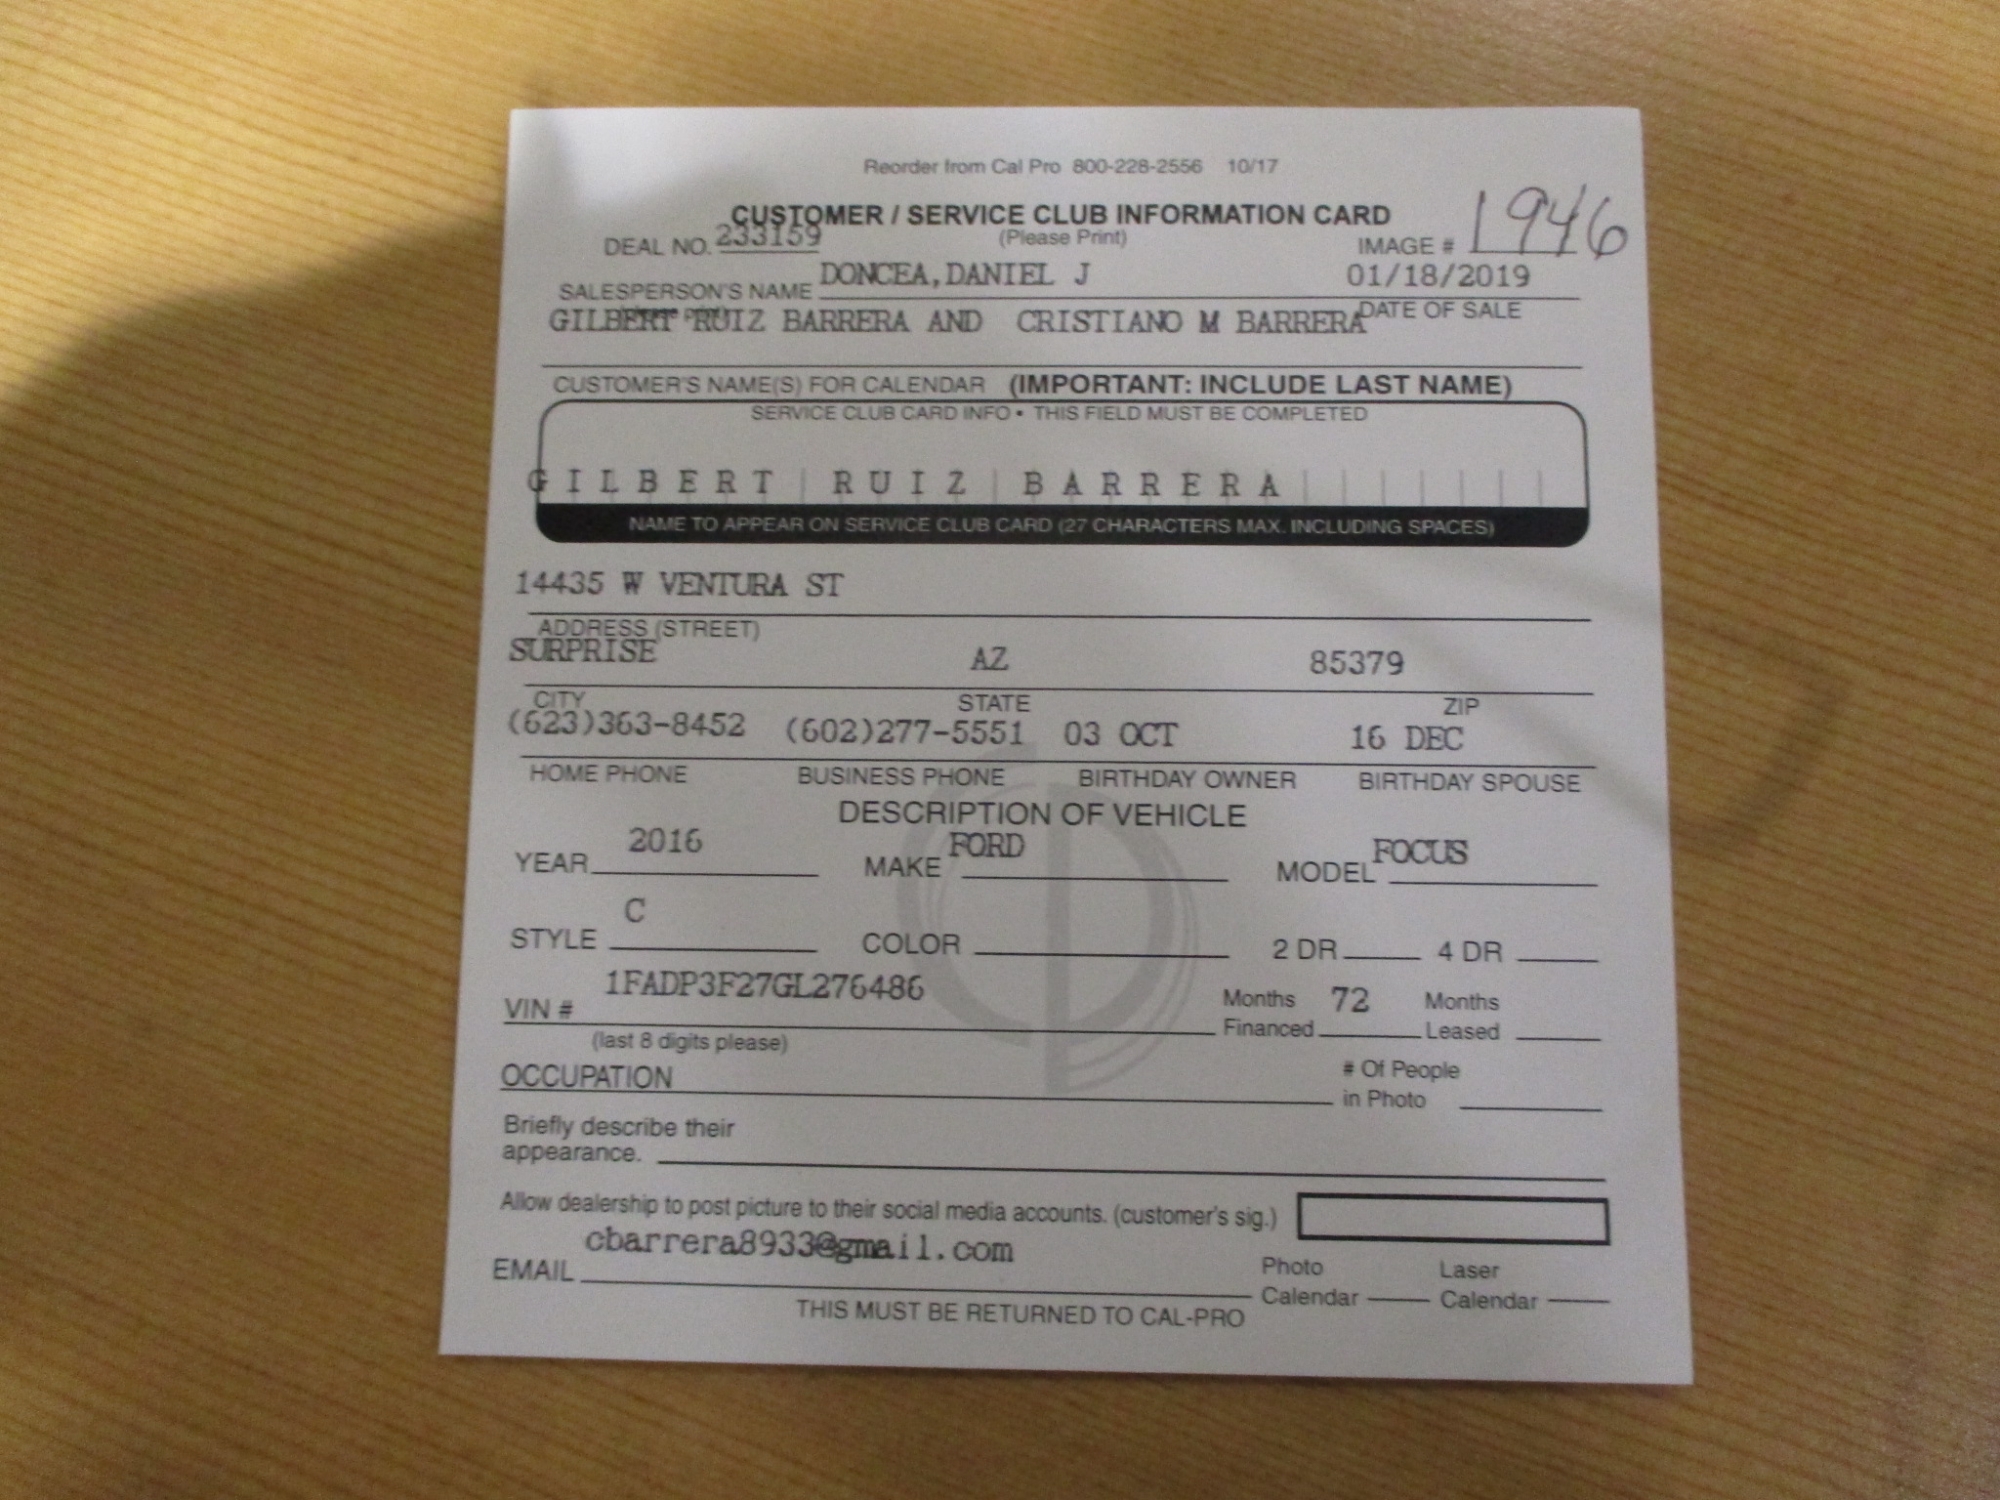 Reorder from Cal Pro 800-228-2556 10/17
CUSTOMER / SERVICE CLUB INFORMATION CARD
(Please Print)
DEAL NO. 233159 IMAGE # 1946
SALESPERSON'S NAME DONCEA,DANIEL J 01/18/2019
(please print) DATE OF SALE
GILBERT RUIZ BARRERA AND CRISTIANO M BARRERA
CUSTOMER'S NAME(S) FOR CALENDAR (IMPORTANT: INCLUDE LAST NAME)
SERVICE CLUB CARD INFO • THIS FIELD MUST BE COMPLETED
GILBERT RUIZ BARRERA
NAME TO APPEAR ON SERVICE CLUB CARD (27 CHARACTERS MAX. INCLUDING SPACES)
14435 W VENTURA ST
ADDRESS (STREET)
SURPRISE AZ 85379
CITY STATE ZIP
(623)363-8452 (602)277-5551 03 OCT 16 DEC
HOME PHONE BUSINESS PHONE BIRTHDAY OWNER BIRTHDAY SPOUSE
DESCRIPTION OF VEHICLE
YEAR 2016 MAKE FORD MODEL FOCUS
STYLE C COLOR 2 DR 4 DR
VIN # 1FADP3F27GL276486 Months Financed 72 Months Leased
(last 8 digits please)
OCCUPATION # Of People in Photo
Briefly describe their
appearance.
Allow dealership to post picture to their social media accounts. (customer's sig.)
EMAIL cbarrera8933@gmail.com Photo Calendar Laser Calendar
THIS MUST BE RETURNED TO CAL-PRO